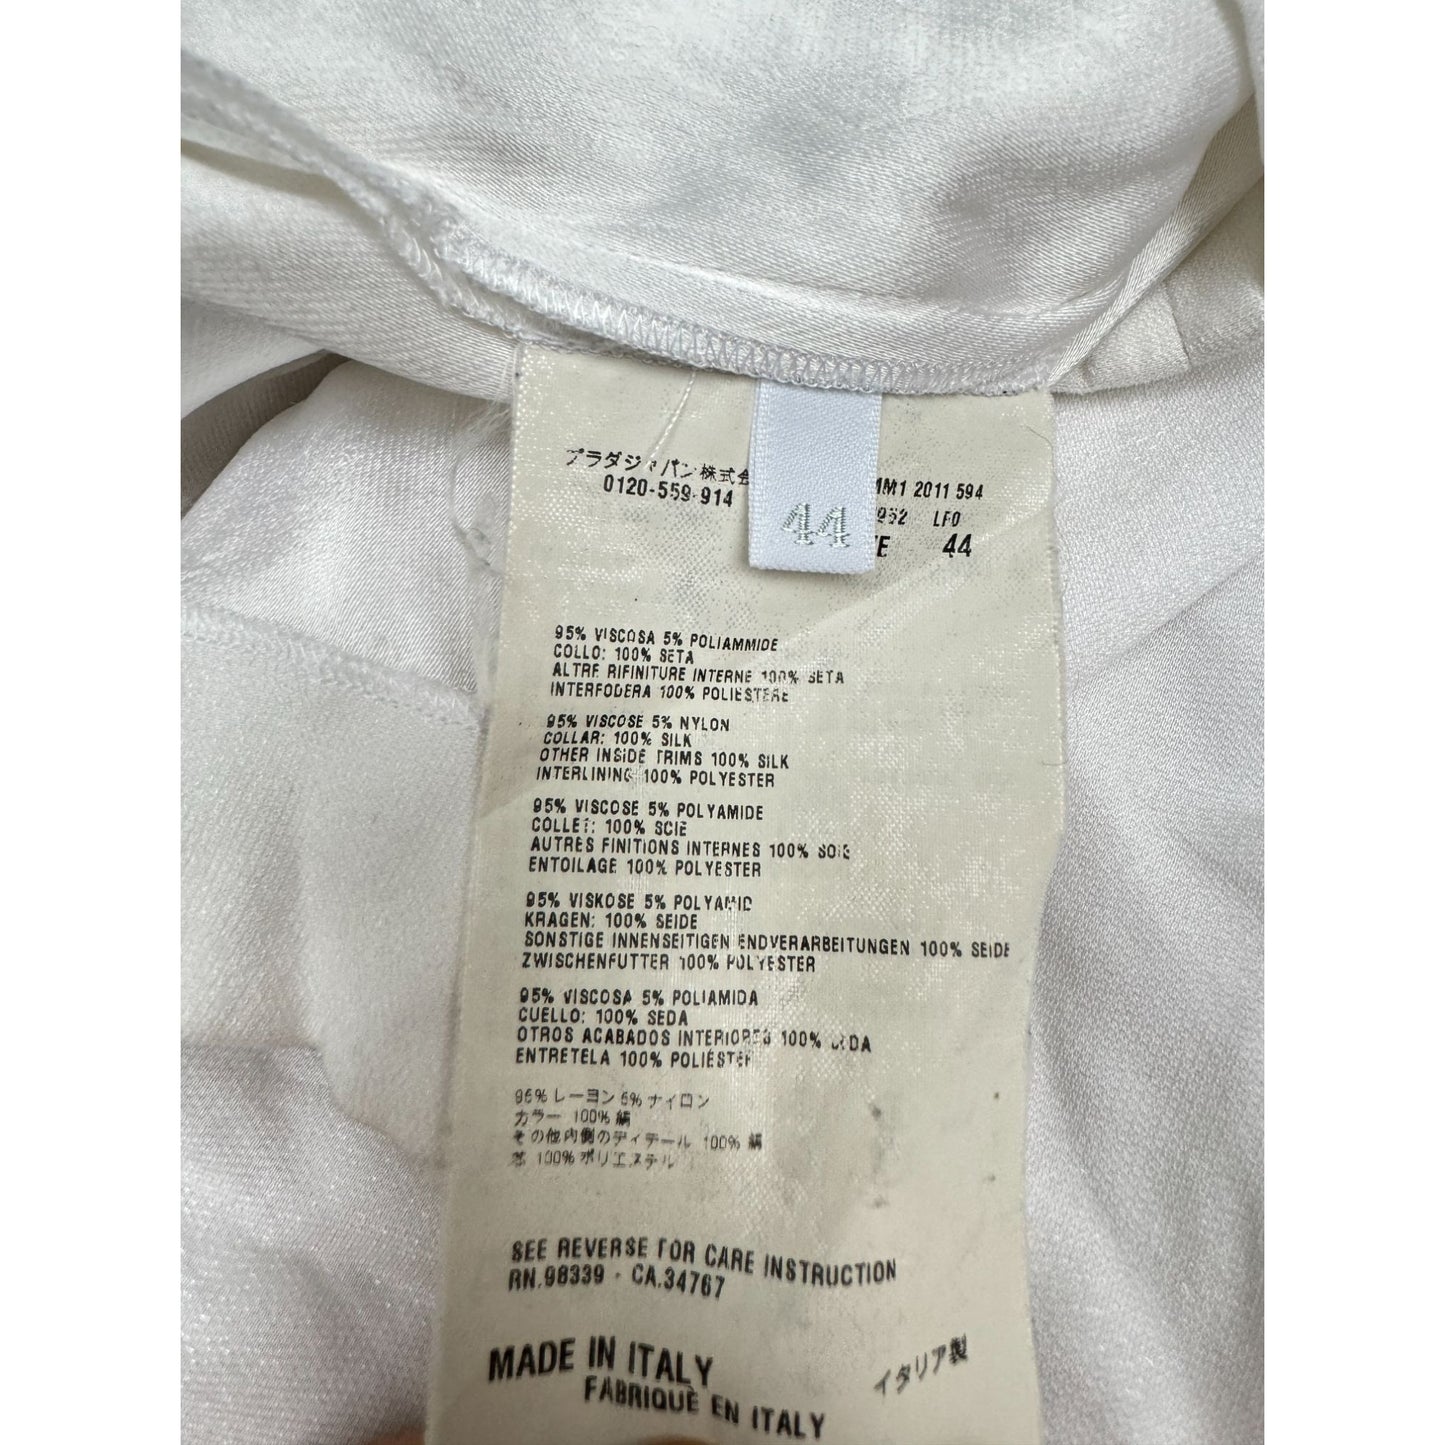 プラダジャパン株式会
0120-559-914
44
MM1 2011 594
952 LF0
44
95% VISCOSA 5% POLIAMMIDE
COLLO: 100% SETA
ALTRE RIFINITURE INTERNE 100% SETA
INTERFODERA 100% POLIESTERE
95% VISCOSE 5% NYLON
COLLAR: 100% SILK
OTHER INSIDE TRIMS 100% SILK
INTERLINING 100% POLYESTER
95% VISCOSE 5% POLYAMIDE
COLLET: 100% SOIE
AUTRES FINITIONS INTERNES 100% SOIE
ENTOILAGE 100% POLYESTER
95% VISKOSE 5% POLYAMID
KRAGEN: 100% SEIDE
SONSTIGE INNENSEITIGEN ENDVERARBEITUNGEN 100% SEIDE
ZWISCHENFUTTER 100% POLYESTER
95% VISCOSA 5% POLIAMIDA
CUELLO: 100% SEDA
OTROS ACABADOS INTERIORES 100% SEDA
ENTRETELA 100% POLIÉSTER
95% レーヨン 5% ナイロン
カラー 100% 絹
その他内側のディテール 100% 絹
芯 100% ポリエステル
SEE REVERSE FOR CARE INSTRUCTION
RN.98339 - CA.34767
MADE IN ITALY
FABRIQUÉ EN ITALY
イタリア製